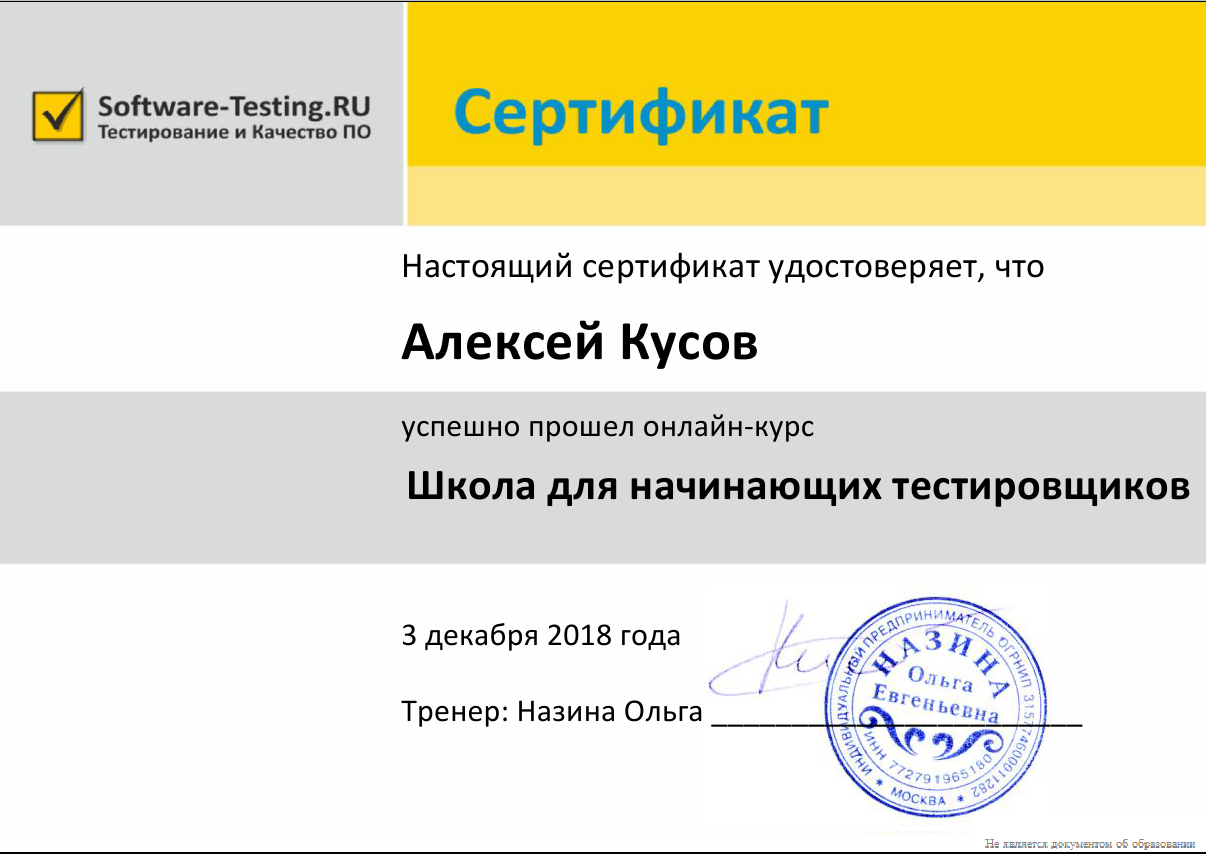 Software-Testing.RU
Тестирование и Качество ПО
Сертификат
Настоящий сертификат удостоверяет, что
Алексей Кусов
успешно прошел онлайн-курс
Школа для начинающих тестировщиков
3 декабря 2018 года
Тренер: Назина Ольга ________________________
ИНДИВИДУАЛЬНЫЙ ПРЕДПРИНИМАТЕЛЬ ОГРНИП 315774600011282
НАЗИНА
Ольга
Евгеньевна
ИНН 772791965180
* МОСКВА *
Не является документом об образовании